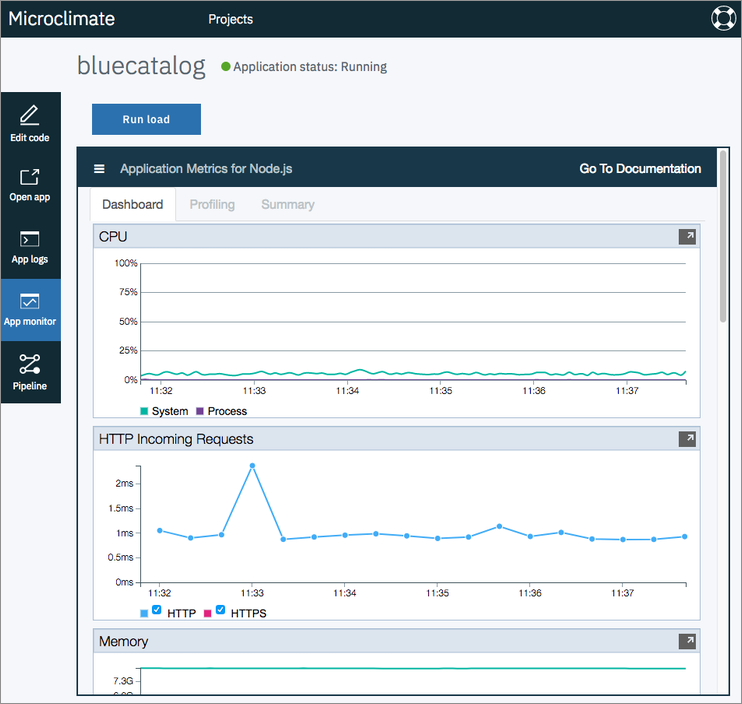 Microclimate Projects
bluecatalog Application status: Running
Run load
Edit code
Open app
App logs
App monitor
Pipeline
Application Metrics for Node.js Go To Documentation
Dashboard Profiling Summary
CPU
100%
75%
50%
25%
0%
11:32 11:33 11:34 11:35 11:36 11:37
System Process
HTTP Incoming Requests
2ms
1.5ms
1ms
0.5ms
0ms
11:32 11:33 11:34 11:35 11:36 11:37
HTTP HTTPS
Memory
7.3G